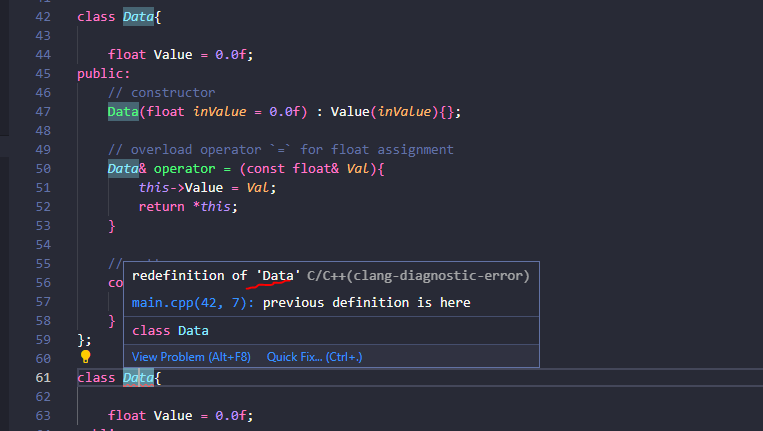 42 class Data{
43
44 float Value = 0.0f;
45 public:
46 // constructor
47 Data(float inValue = 0.0f) : Value(inValue){};
48
49 // overload operator `=` for float assignment
50 Data& operator = (const float& Val){
51 this->Value = Val;
52 return *this;
53 }
54
55 //
redefinition of 'Data' C/C++(clang-diagnostic-error)
56 co
main.cpp(42, 7): previous definition is here
57
class Data
58 }
59 };
View Problem (Alt+F8) Quick Fix... (Ctrl+.)
60
61 class Data{
62
63 float Value = 0.0f;